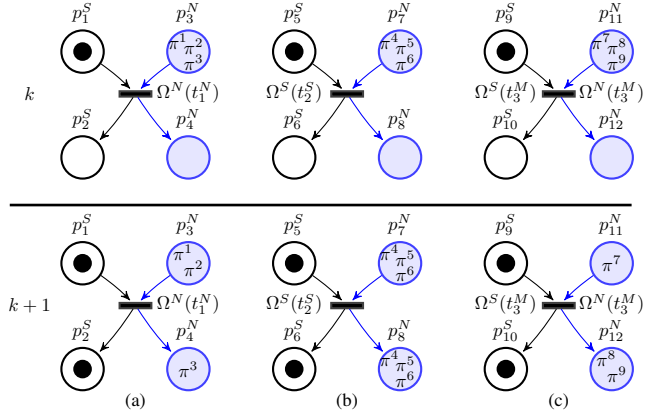 p_1^S p_3^N p_5^S p_7^N p_9^S p_11^N
π^1 π^2 π^4 π^5 π^7 π^8
π^3 π^6 π^9
k Ω^N(t_1^N) Ω^S(t_2^S) Ω^S(t_3^M) Ω^N(t_3^M)
p_2^S p_4^N p_6^S p_8^N p_10^S p_12^N
p_1^S p_3^N p_5^S p_7^N p_9^S p_11^N
π^1 π^2 π^4 π^5 π^6 π^7
k + 1 Ω^N(t_1^N) Ω^S(t_2^S) Ω^S(t_3^M) Ω^N(t_3^M)
p_2^S p_4^N p_6^S p_8^N p_10^S p_12^N
π^3 π^4 π^5 π^6 π^8 π^9
(a) (b) (c)